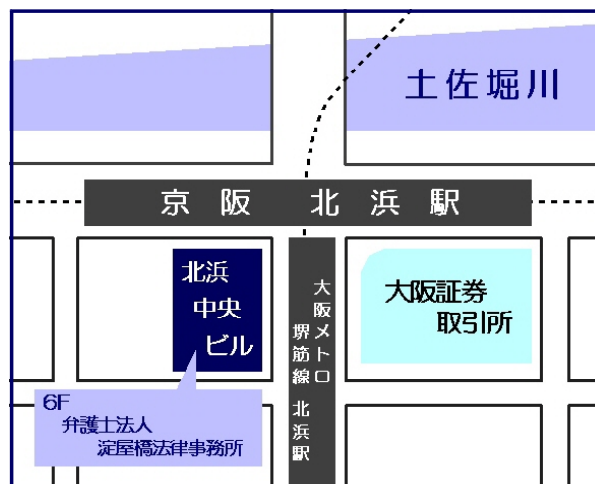 土佐堀川
京阪 北浜駅
北浜
中央
ビル
大阪メトロ
堺筋線 北浜駅
大阪証券
取引所
6F
弁護士法人
淀屋橋法律事務所